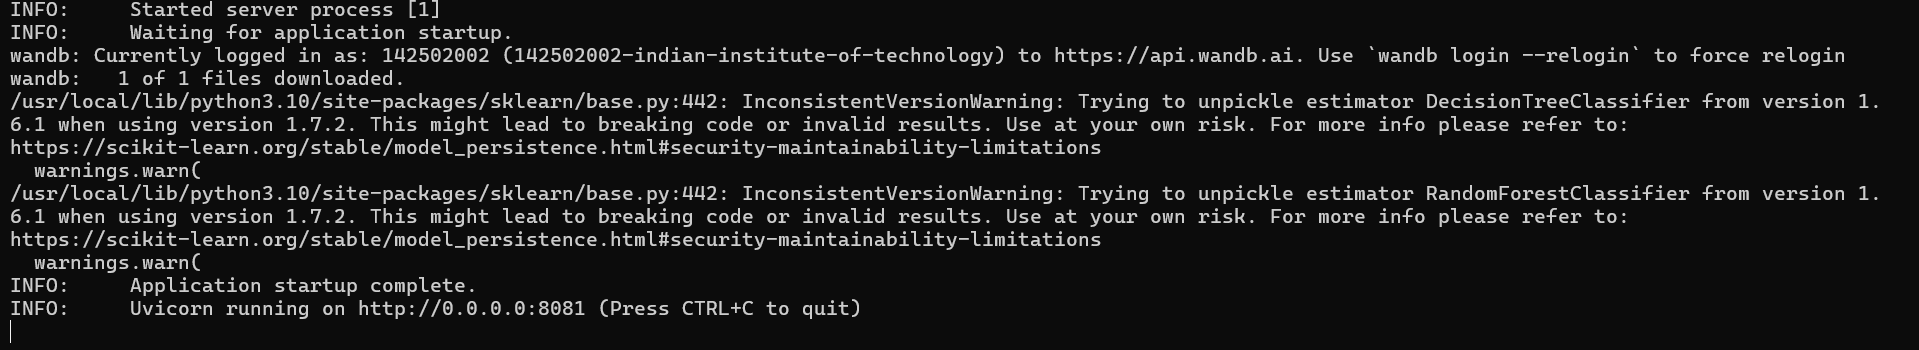 INFO:     Started server process [1]
INFO:     Waiting for application startup.
wandb: Currently logged in as: 142502002 (142502002-indian-institute-of-technology) to https://api.wandb.ai. Use `wandb login --relogin` to force relogin
wandb:   1 of 1 files downloaded.
/usr/local/lib/python3.10/site-packages/sklearn/base.py:442: InconsistentVersionWarning: Trying to unpickle estimator DecisionTreeClassifier from version 1.
6.1 when using version 1.7.2. This might lead to breaking code or invalid results. Use at your own risk. For more info please refer to:
https://scikit-learn.org/stable/model_persistence.html#security-maintainability-limitations
  warnings.warn(
/usr/local/lib/python3.10/site-packages/sklearn/base.py:442: InconsistentVersionWarning: Trying to unpickle estimator RandomForestClassifier from version 1.
6.1 when using version 1.7.2. This might lead to breaking code or invalid results. Use at your own risk. For more info please refer to:
https://scikit-learn.org/stable/model_persistence.html#security-maintainability-limitations
  warnings.warn(
INFO:     Application startup complete.
INFO:     Uvicorn running on http://0.0.0.0:8081 (Press CTRL+C to quit)